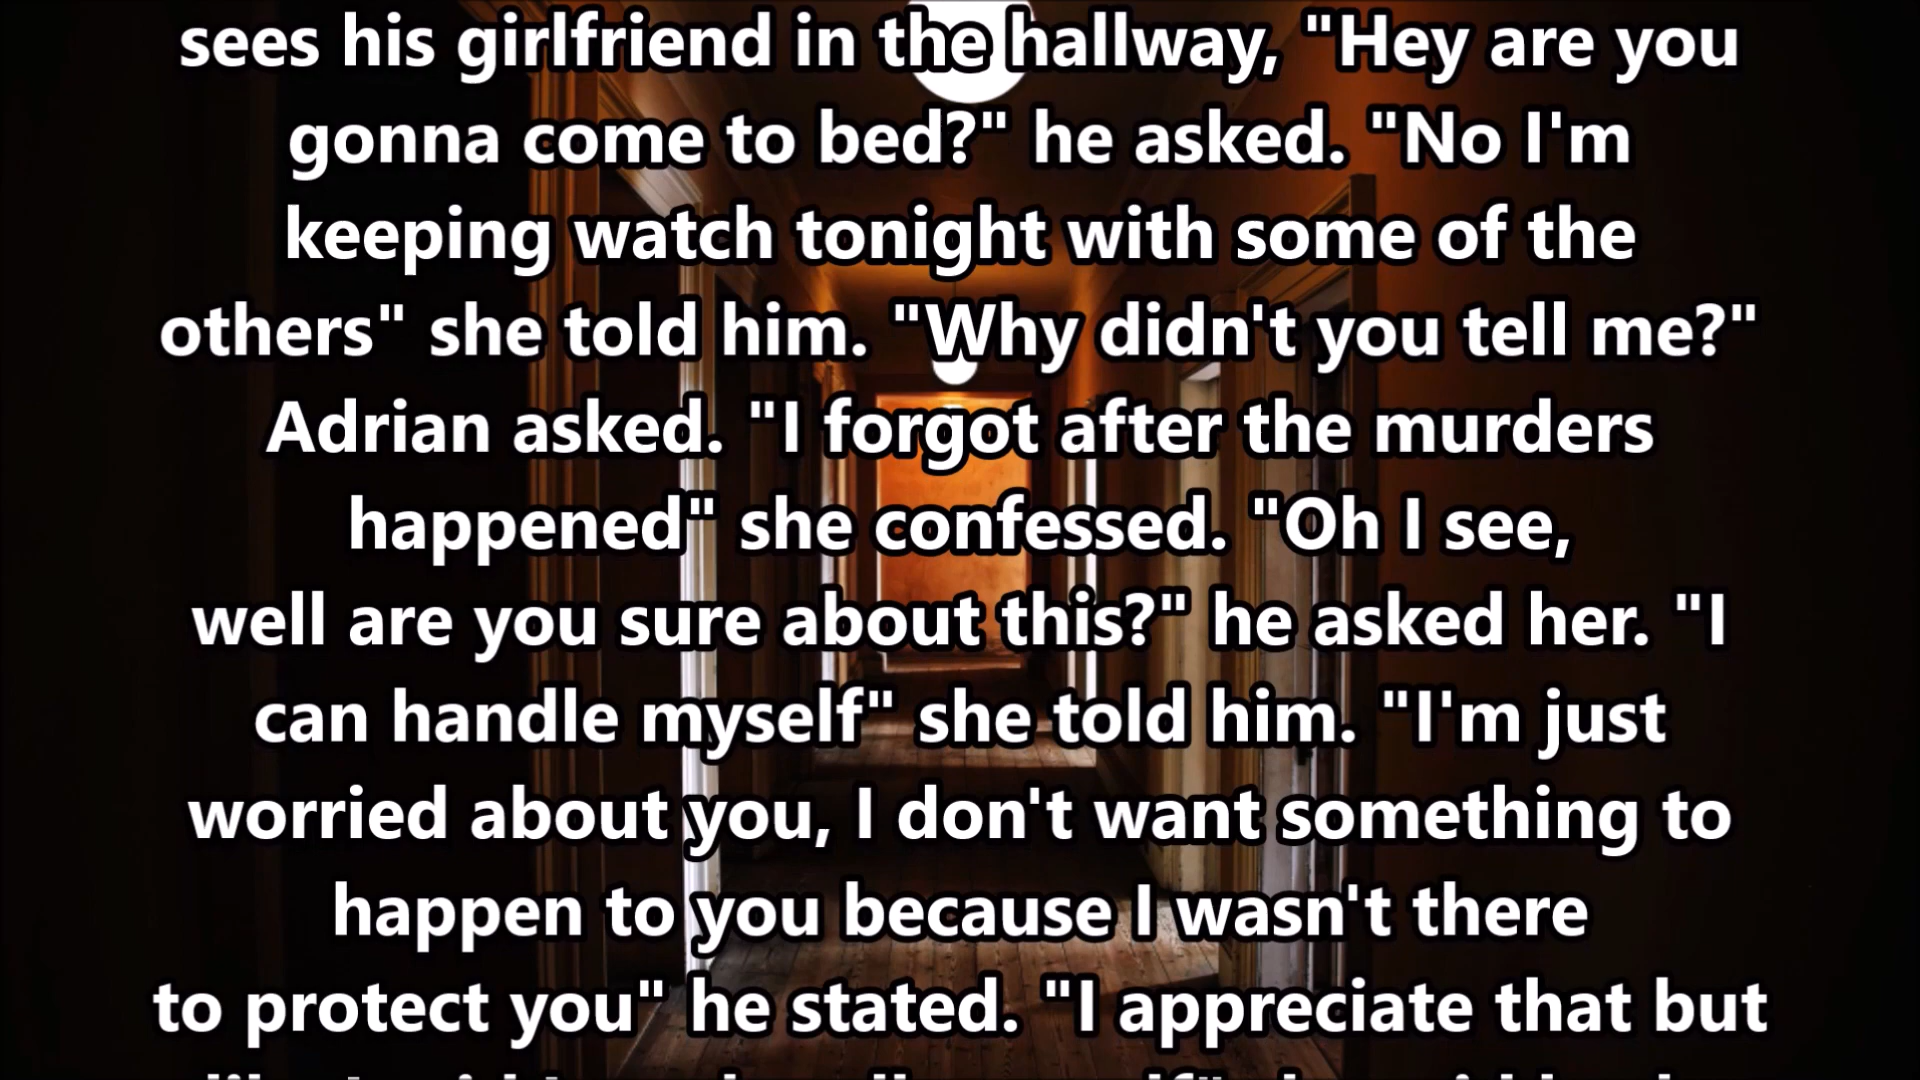 sees his girlfriend in the hallway, "Hey are you
gonna come to bed?" he asked. "No I'm
keeping watch tonight with some of the
others" she told him. "Why didn't you tell me?"
Adrian asked. "I forgot after the murders
happened" she confessed. "Oh I see,
well are you sure about this?" he asked her. "I
can handle myself" she told him. "I'm just
worried about you, I don't want something to
happen to you because I wasn't there
to protect you" he stated. "I appreciate that but